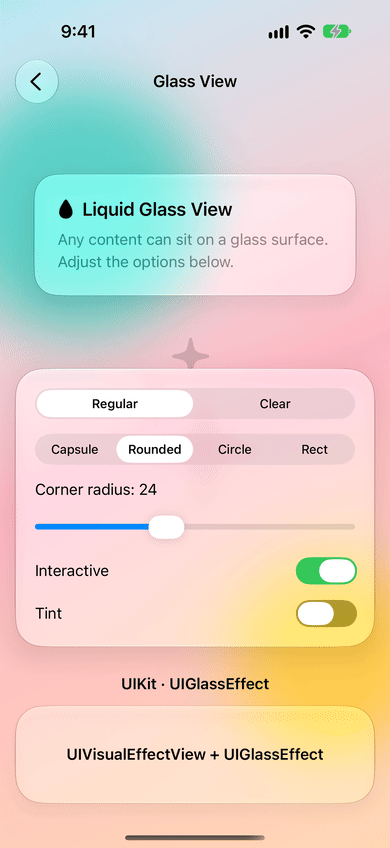 9:41
Glass View
Liquid Glass View
Any content can sit on a glass surface.
Adjust the options below.
Regular
Clear
Capsule
Rounded
Circle
Rect
Corner radius: 24
Interactive
Tint
UIKit · UIGlassEffect
UIVisualEffectView + UIGlassEffect